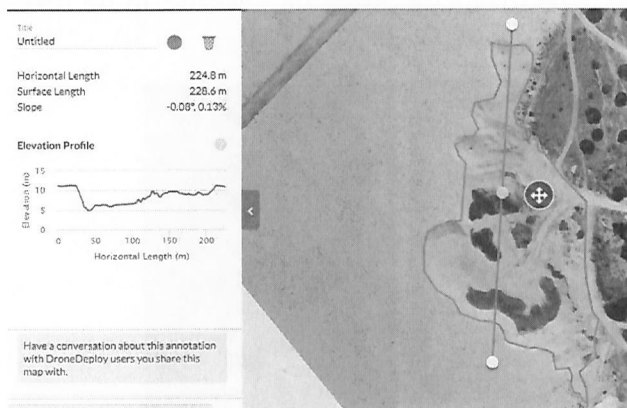 Title
Untitled
Horizontal Length 224.8 m
Surface Length 228.6 m
Slope -0.08°, 0.13%
Elevation Profile ?
Elevation (m)
15
10
5
0
0 50 100 150 200
Horizontal Length (m)
Have a conversation about this annotation
with DroneDeploy users you share this
map with.